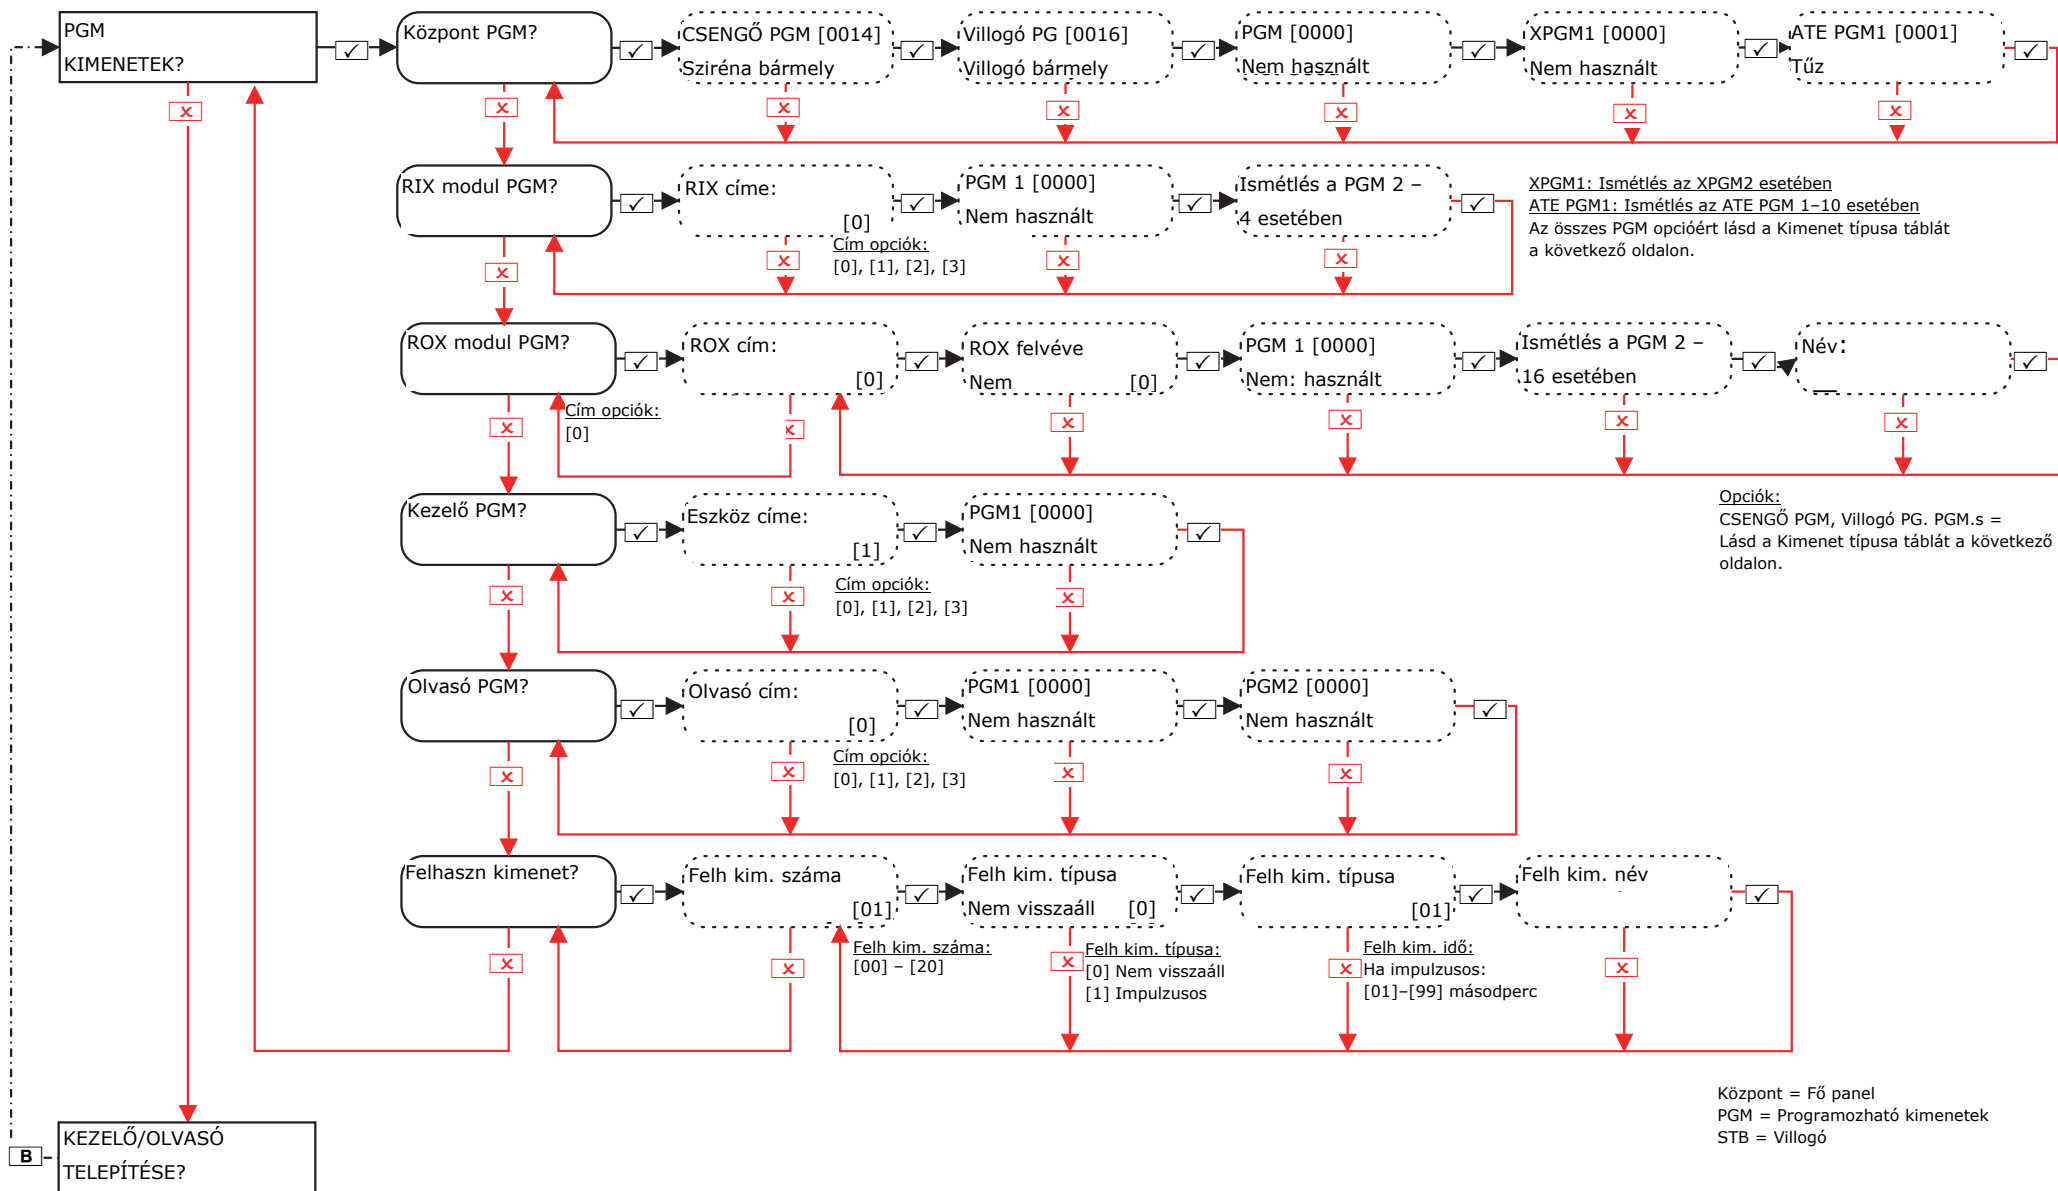 PGM
KIMENETEK?
Központ PGM?
CSENGŐ PGM [0014]
Sziréna bármely
Villogó PG [0016]
Villogó bármely
PGM [0000]
Nem használt
XPGM1 [0000]
Nem használt
ATE PGM1 [0001]
Tűz
RIX modul PGM?
RIX címe:
[0]
Cím opciók:
[0], [1], [2], [3]
PGM 1 [0000]
Nem használt
Ismétlés a PGM 2 –
4 esetében
XPGM1: Ismétlés az XPGM2 esetében
ATE PGM1: Ismétlés az ATE PGM 1–10 esetében
Az összes PGM opcióért lásd a Kimenet típusa táblát
a következő oldalon.
ROX modul PGM?
Cím opciók:
[0]
ROX cím:
[0]
ROX felvéve
Nem [0]
PGM 1 [0000]
Nem: használt
Ismétlés a PGM 2 –
16 esetében
Név:
Opciók:
CSENGŐ PGM, Villogó PG. PGM.s =
Lásd a Kimenet típusa táblát a következő
oldalon.
Kezelő PGM?
Eszköz címe:
[1]
Cím opciók:
[0], [1], [2], [3]
PGM1 [0000]
Nem használt
Olvasó PGM?
Olvasó cím:
[0]
Cím opciók:
[0], [1], [2], [3]
PGM1 [0000]
Nem használt
PGM2 [0000]
Nem használt
Felhaszn kimenet?
Felh kim. száma
[01]
Felh kim. száma:
[00] – [20]
Felh kim. típusa
Nem visszaáll [0]
Felh kim. típusa:
[0] Nem visszaáll
[1] Impulzusos
Felh kim. típusa
[01]
Felh kim. idő:
Ha impulzusos:
[01]–[99] másodperc
Felh kim. név
Központ = Fő panel
PGM = Programozható kimenetek
STB = Villogó
B
KEZELŐ/OLVASÓ
TELEPÍTÉSE?